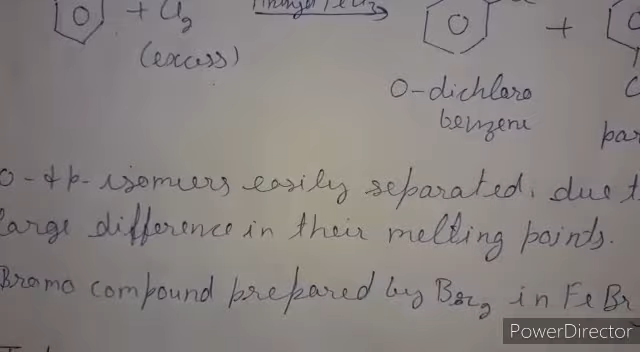 + Cl2
(excess)
+
O-dichloro
benzene
O- & p- isomers easily separated, due
large difference in their melting points.
Bromo compound prepared by Br2 in FeBr
PowerDirector